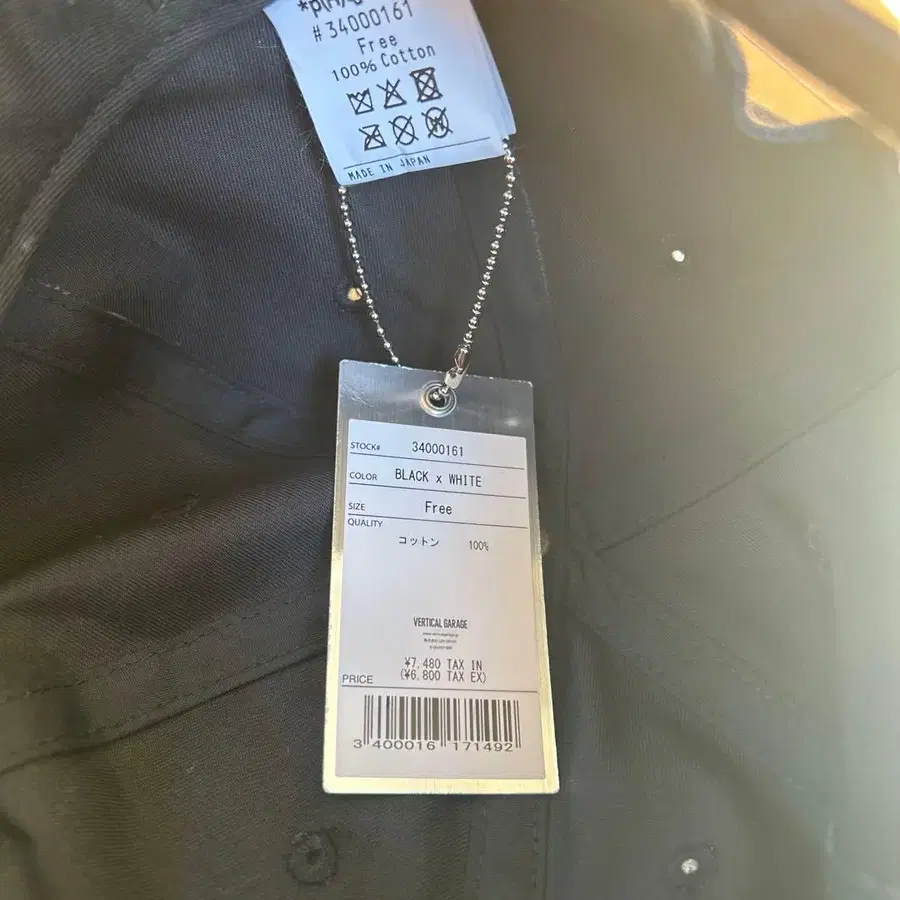 #34000161
Free
100% Cotton
MADE IN JAPAN
STOCK# 34000161
COLOR BLACK x WHITE
SIZE Free
QUALITY
コットン 100%
VERTICAL GARAGE
¥7,480 TAX IN
PRICE (¥6,800 TAX EX)
3 400016 171492